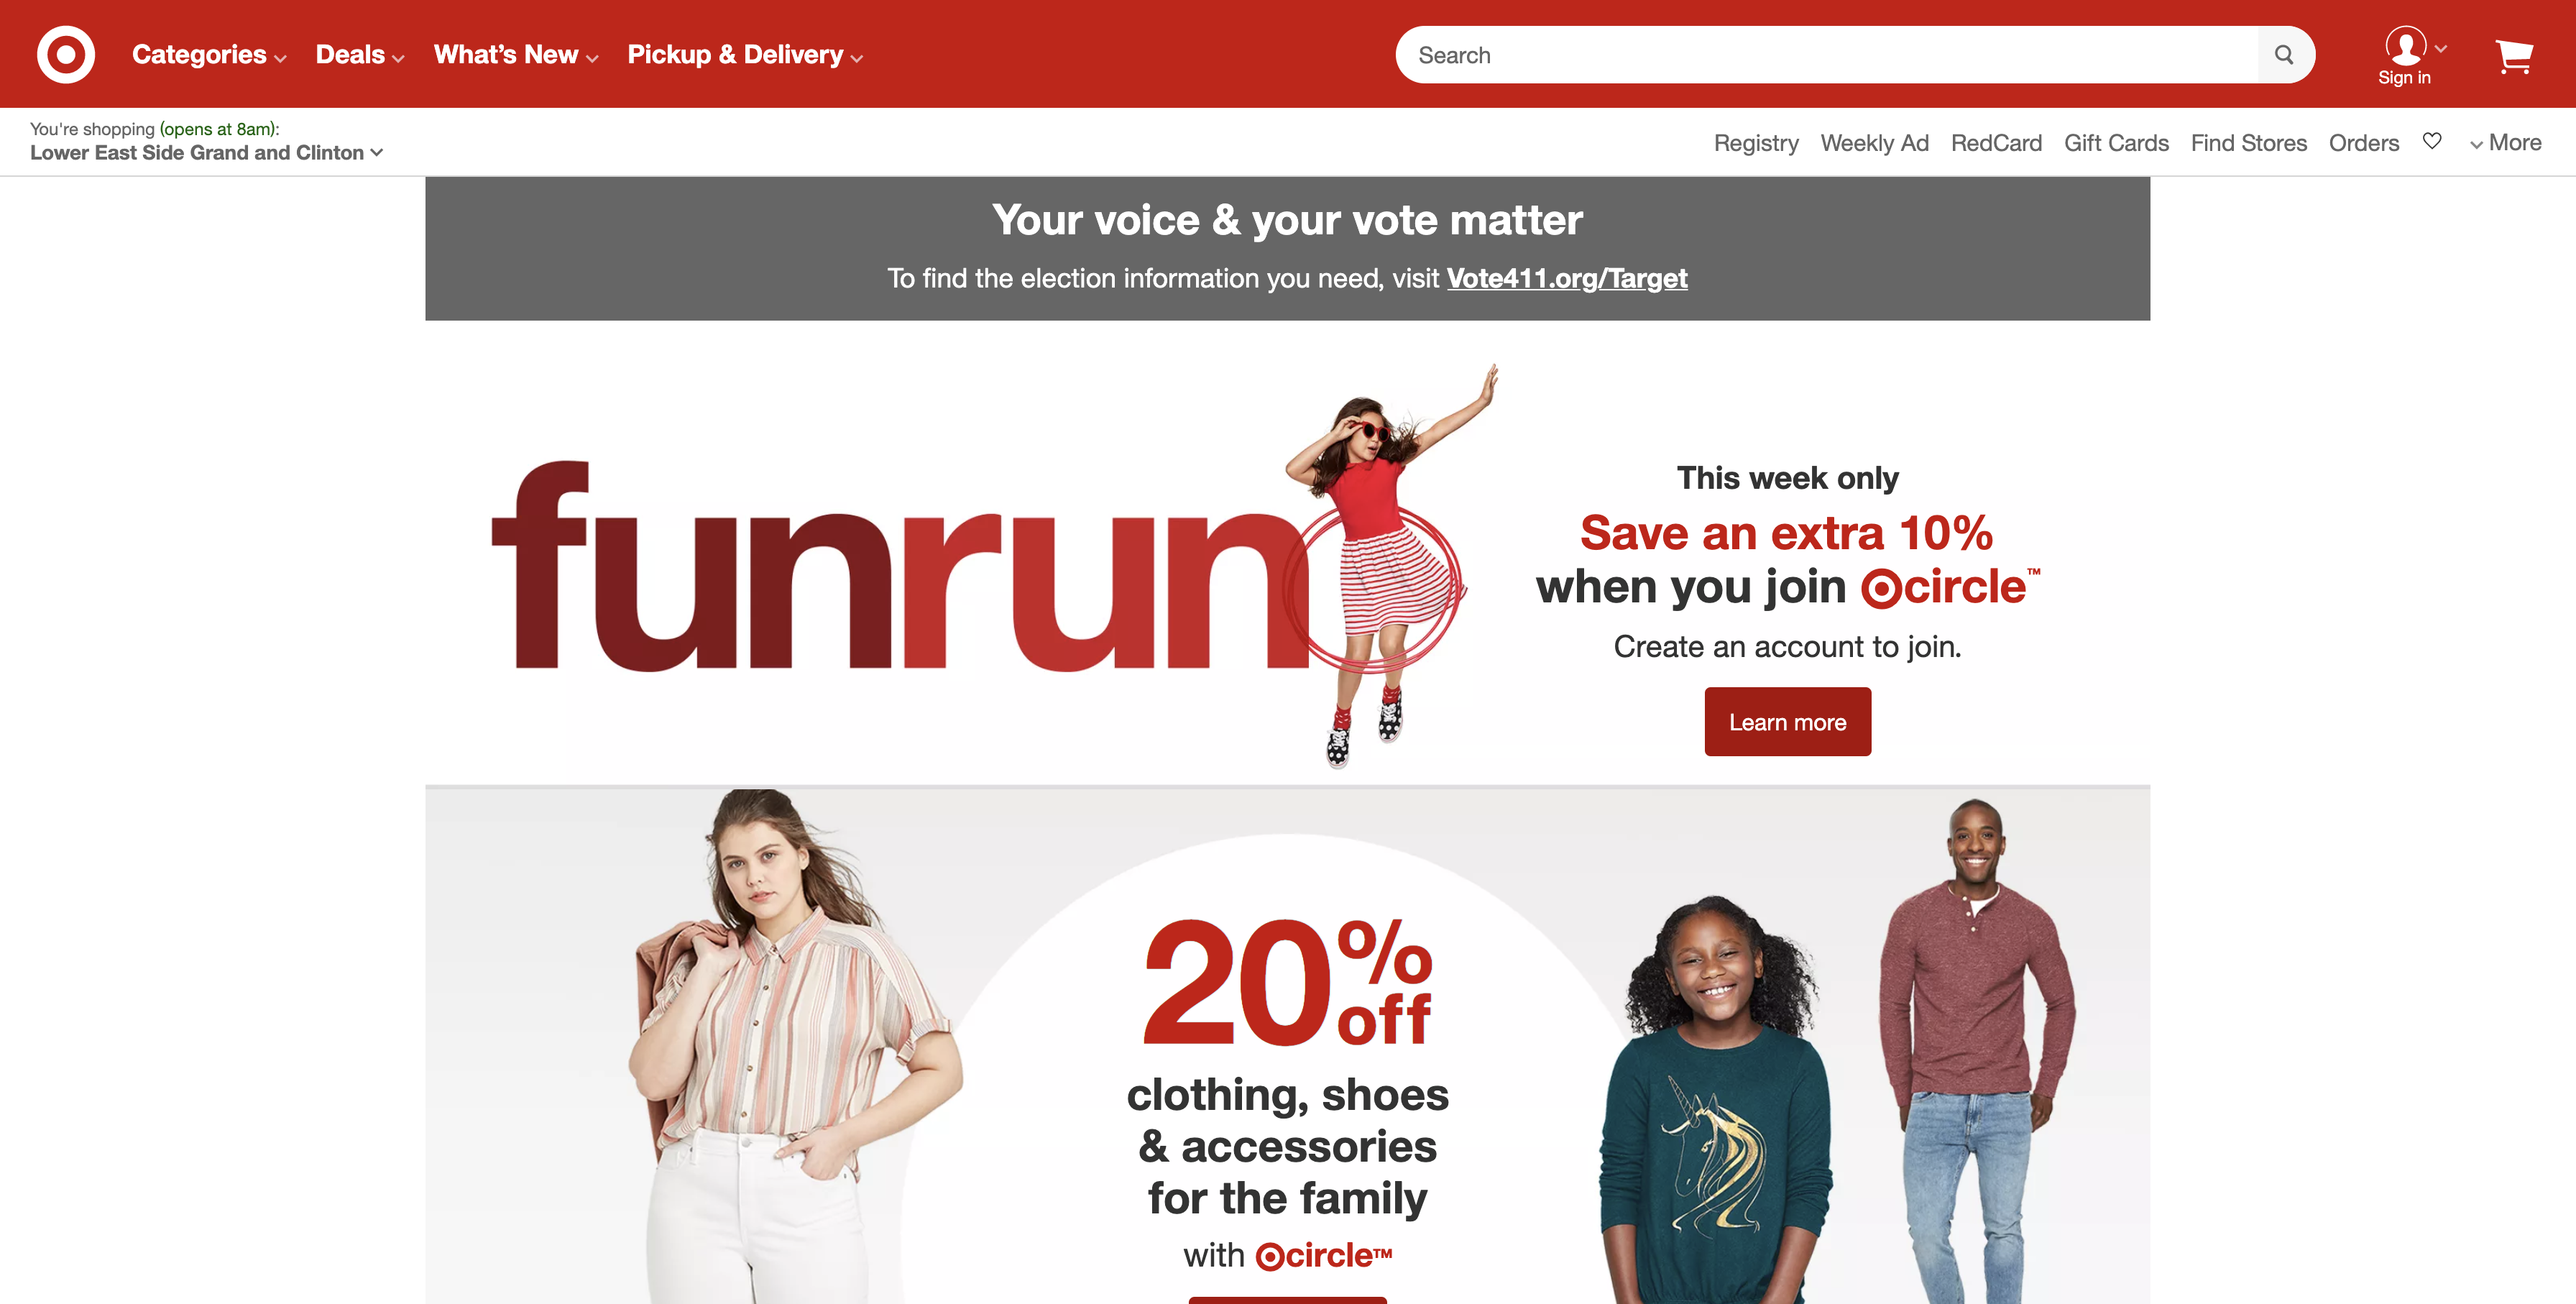 Categories
Deals
What's New
Pickup & Delivery
Search
Sign in
You're shopping (opens at 8am):
Lower East Side Grand and Clinton
Registry
Weekly Ad
RedCard
Gift Cards
Find Stores
Orders
More
Your voice & your vote matter
To find the election information you need, visit Vote411.org/Target
funrun
This week only
Save an extra 10%
when you join circle™
Create an account to join.
Learn more
20%
off
clothing, shoes
& accessories
for the family
with circle™